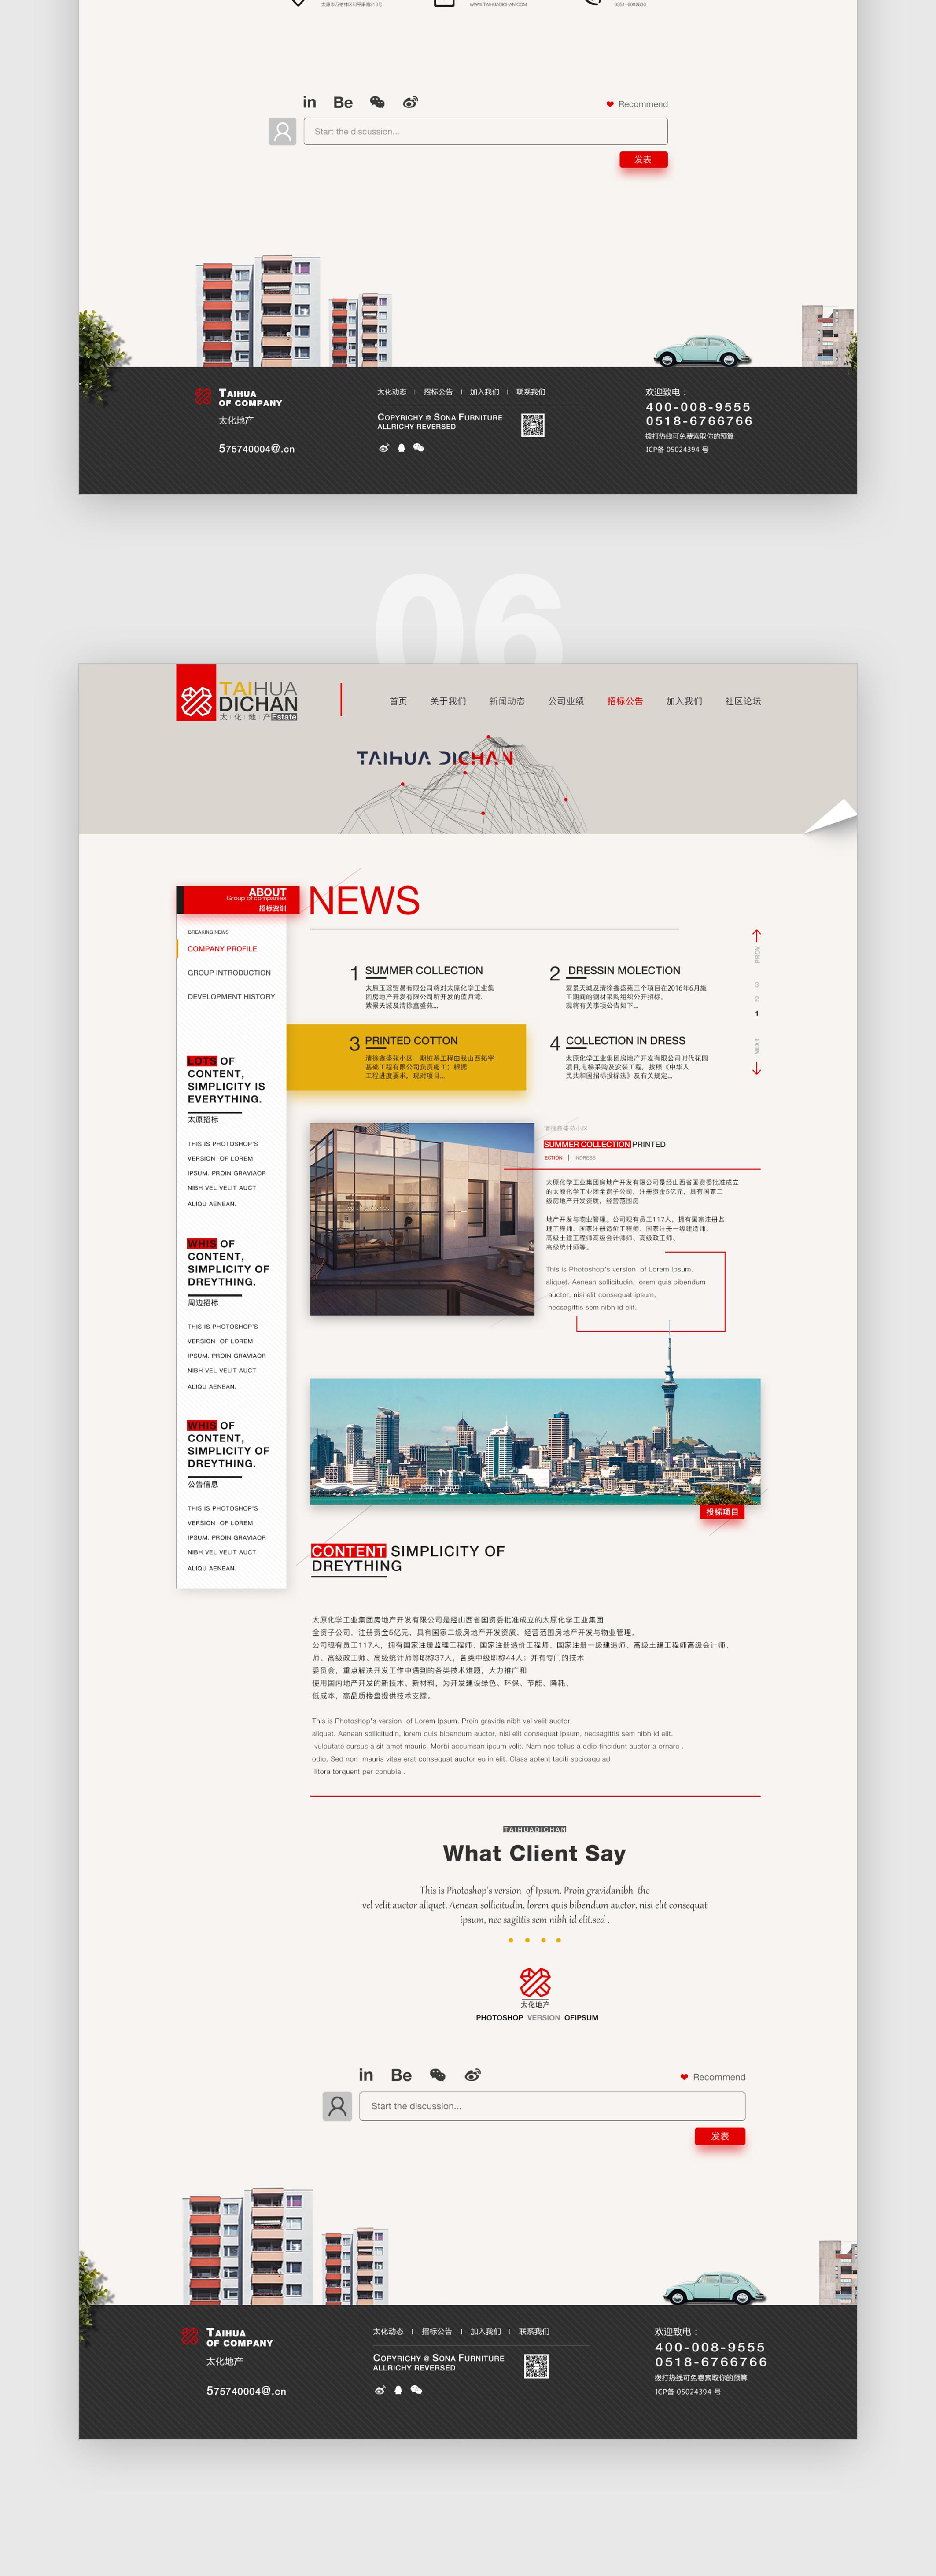 太原市万柏林区和平南路212号
WWW.TAIHUADICHAN.COM
0351-6060600
in Be
Recommend
Start the discussion...
发表
TAIHUA
OF COMPANY
太化地产
575740004@.cn
太化动态 | 招标公告 | 加入我们 | 联系我们
COPYRICHY @ SONA FURNITURE
ALLRICHY REVERSED
欢迎致电：
400-008-9555
0518-6766766
拨打热线可免费索取你的预算
ICP备 05024394 号
06
TAIHUA
DICHAN
太化地产Estate
首页 关于我们 新闻动态 公司业绩 招标公告 加入我们 社区论坛
TAIHUA DICHAN
ABOUT
Group of companies
招标资训
NEWS
BREAKING NEWS
COMPANY PROFILE
GROUP INTRODUCTION
DEVELOPMENT HISTORY
1 SUMMER COLLECTION
太原玉琮贸易有限公司将对太原化学工业集
团房地产开发有限公司所开发的蓝月湾、
紫景天城及清徐鑫盛苑...
2 DRESSIN MOLECTION
紫景天城及清徐鑫盛苑三个项目在2016年6月施
工期间的钢材采购组织公开招标、
现将有关事项公告如下...
3 PRINTED COTTON
清徐鑫盛苑小区一期桩基工程由我山西拓宇
基础工程有限公司负责施工；根据
工程进度要求，现对项目...
4 COLLECTION IN DRESS
太原化学工业集团房地产开发有限公司时代花园
项目,电梯采购及安装工程，按照《中华人
民共和国招标投标法》及有关规定...
PROV
3
2
1
NEXT
LOTS OF
CONTENT,
SIMPLICITY IS
EVERYTHING.
太原招标
THIS IS PHOTOSHOP'S
VERSION OF LOREM
IPSUM. PROIN GRAVIAOR
NIBH VEL VELIT AUCT
ALIQU AENEAN.
WHIS OF
CONTENT,
SIMPLICITY OF
DREYTHING.
周边招标
THIS IS PHOTOSHOP'S
VERSION OF LOREM
IPSUM. PROIN GRAVIAOR
NIBH VEL VELIT AUCT
ALIQU AENEAN.
WHIS OF
CONTENT,
SIMPLICITY OF
DREYTHING.
公告信息
THIS IS PHOTOSHOP'S
VERSION OF LOREM
IPSUM. PROIN GRAVIAOR
NIBH VEL VELIT AUCT
ALIQU AENEAN.
清徐鑫盛苑小区
SUMMER COLLECTION PRINTED
ECTION | INDRESS
太原化学工业集团房地产开发有限公司是经山西省国资委批准成立
的太原化学工业团全资子公司，注册资金5亿元，具有国家二
级房地产开发资质，经营范围房
地产开发与物业管理。公司现有员工117人，拥有国家注册监
理工程师、国家注册造价工程师、国家注册一级建造师、
高级土建工程师高级会计师师、高级政工师、
高级统计师等。
This is Photoshop's version of Lorem Ipsum.
aliquet. Aenean sollicitudin, lorem quis bibendum
auctor, nisi elit consequat ipsum,
necsagittis sem nibh id elit.
投标项目
CONTENT SIMPLICITY OF
DREYTHING
太原化学工业集团房地产开发有限公司是经山西省国资委批准成立的太原化学工业集团
全资子公司，注册资金5亿元，具有国家二级房地产开发资质，经营范围房地产开发与物业管理。
公司现有员工117人，拥有国家注册监理工程师、国家注册造价工程师、国家注册一级建造师、高级土建工程师高级会计师、
师、高级政工师、高级统计师等职称37人，各类中级职称44人；并有专门的技术
委员会，重点解决开发工作中遇到的各类技术难题，大力推广和
使用国内地产开发的新技术、新材料，为开发建设绿色、环保、节能、降耗、
低成本，高品质楼盘提供技术支撑。
This is Photoshop's version of Lorem Ipsum. Proin gravida nibh vel velit auctor
aliquet. Aenean sollicitudin, lorem quis bibendum auctor, nisi elit consequat ipsum, necsagittis sem nibh id elit.
vulputate cursus a sit amet mauris. Morbi accumsan ipsum velit. Nam nec tellus a odio tincidunt auctor a ornare .
odio. Sed non mauris vitae erat consequat auctor eu in elit. Class aptent taciti sociosqu ad
litora torquent per conubia .
TAIHUADICHAN
What Client Say
This is Photoshop's version of Ipsum. Proin gravidanibh the
vel velit auctor aliquet. Aenean sollicitudin, lorem quis bibendum auctor, nisi elit consequat
ipsum, nec sagittis sem nibh id elit.sed .
太化地产
PHOTOSHOP VERSION OFIPSUM
in Be
Recommend
Start the discussion...
发表
TAIHUA
OF COMPANY
太化地产
575740004@.cn
太化动态 | 招标公告 | 加入我们 | 联系我们
COPYRICHY @ SONA FURNITURE
ALLRICHY REVERSED
欢迎致电：
400-008-9555
0518-6766766
拨打热线可免费索取你的预算
ICP备 05024394 号